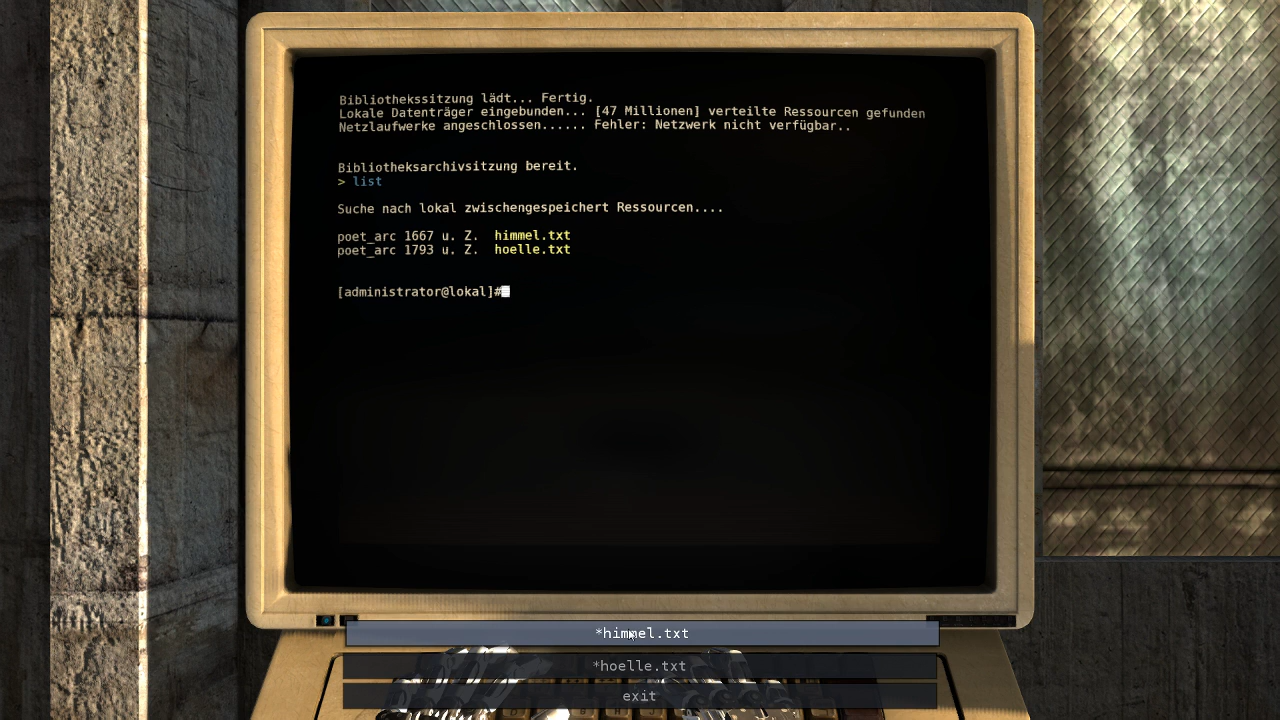 Bibliothekssitzung lädt... Fertig.
Lokale Datenträger eingebunden... [47 Millionen] verteilte Ressourcen gefunden
Netzlaufwerke angeschlossen...... Fehler: Netzwerk nicht verfügbar..
Bibliotheksarchivsitzung bereit.
> list
Suche nach lokal zwischengespeichert Ressourcen....
poet_arc 1667 u. Z.  himmel.txt
poet_arc 1793 u. Z.  hoelle.txt
[administrator@lokal]#
*himmel.txt
*hoelle.txt
exit